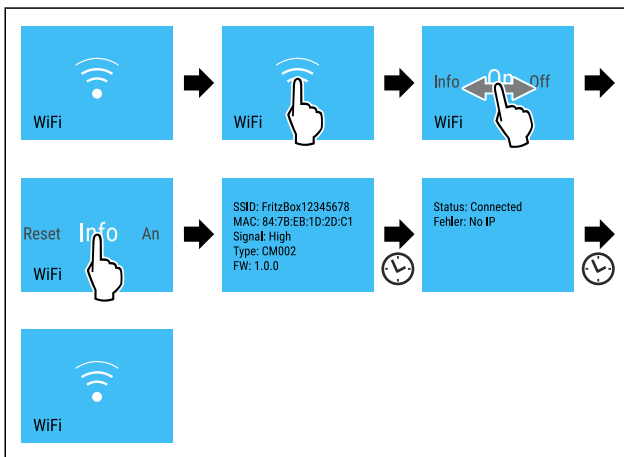 WiFi
WiFi
Info On Off
WiFi
Reset Info An
WiFi
SSID: FritzBox12345678
MAC: 84:7B:EB:1D:2D:C1
Signal: High
Type: CM002
FW: 1.0.0
Status: Connected
Fehler: No IP
WiFi